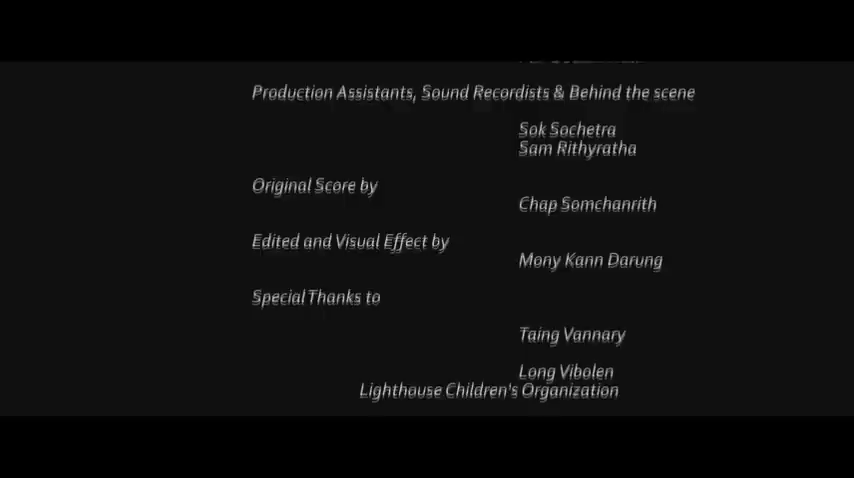 Production Assistants, Sound Recordists & Behind the scene
Sok Sochetra
Sam Rithyratha
Original Score by
Chap Somchanrith
Edited and Visual Effect by
Mony Kann Darung
Special Thanks to
Taing Vannary
Long Vibolen
Lighthouse Children's Organization